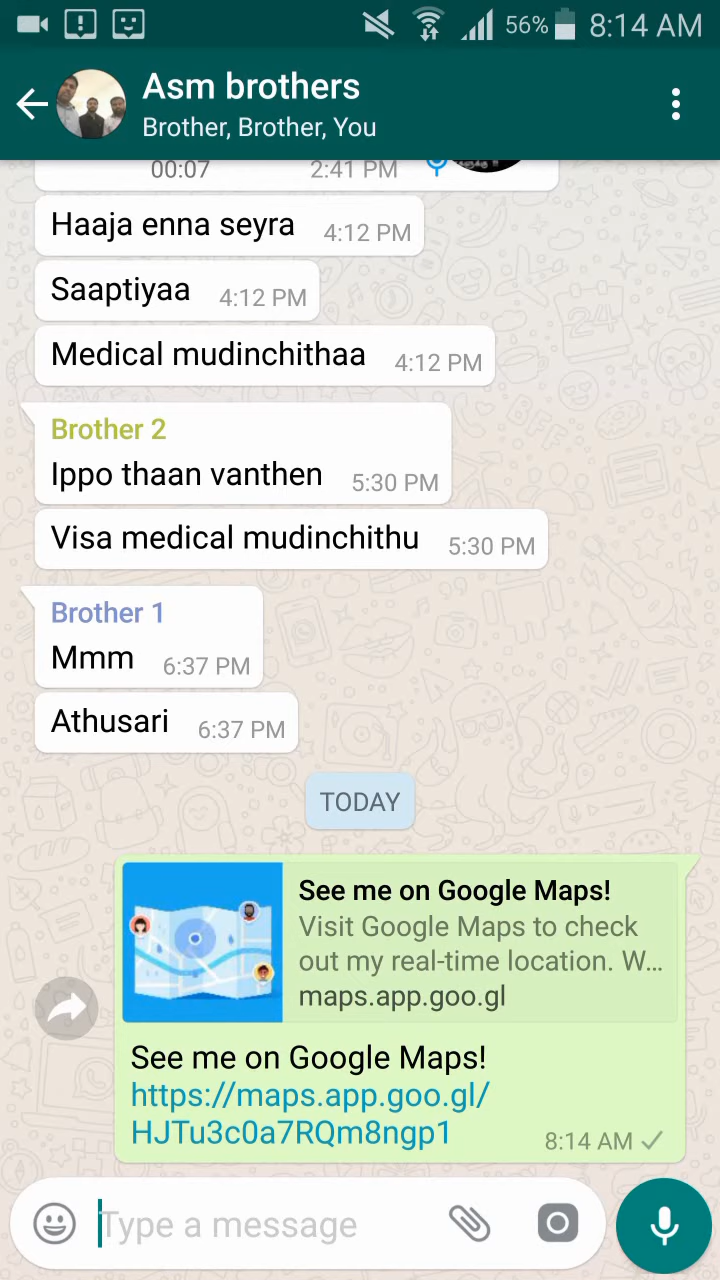 56% 8:14 AM
Asm brothers
Brother, Brother, You
00:07 2:41 PM
Haaja enna seyra 4:12 PM
Saaptiyaa 4:12 PM
Medical mudinchithaa 4:12 PM
Brother 2
Ippo thaan vanthen 5:30 PM
Visa medical mudinchithu 5:30 PM
Brother 1
Mmm 6:37 PM
Athusari 6:37 PM
TODAY
See me on Google Maps!
Visit Google Maps to check
out my real-time location. W...
maps.app.goo.gl
See me on Google Maps!
https://maps.app.goo.gl/
HJTu3c0a7RQm8ngp1
8:14 AM
Type a message